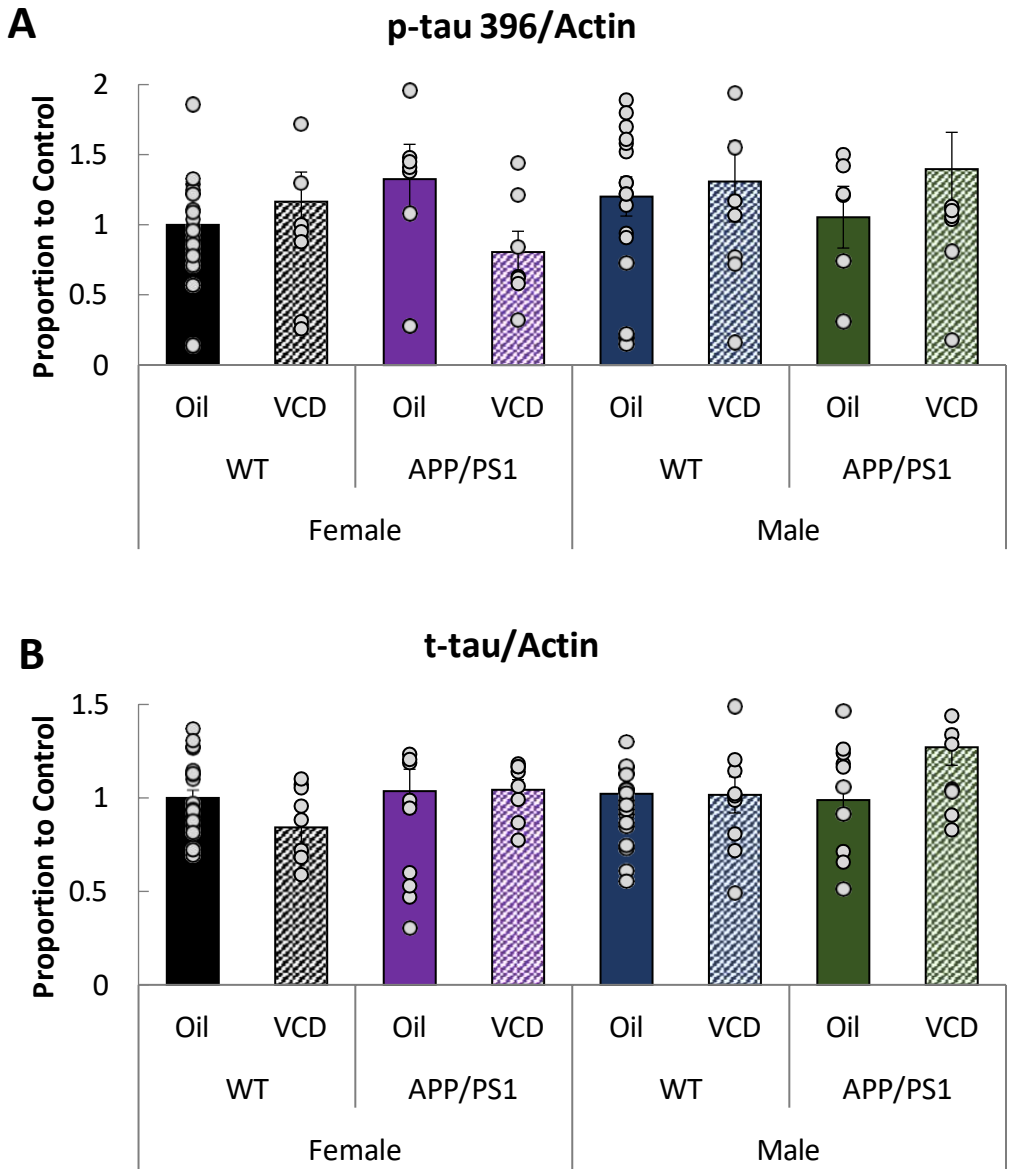 A
p-tau 396/Actin
Proportion to Control
2
1.5
1
0.5
0
Oil VCD Oil VCD Oil VCD Oil VCD
WT APP/PS1 WT APP/PS1
Female Male
B
t-tau/Actin
Proportion to Control
1.5
1
0.5
0
Oil VCD Oil VCD Oil VCD Oil VCD
WT APP/PS1 WT APP/PS1
Female Male